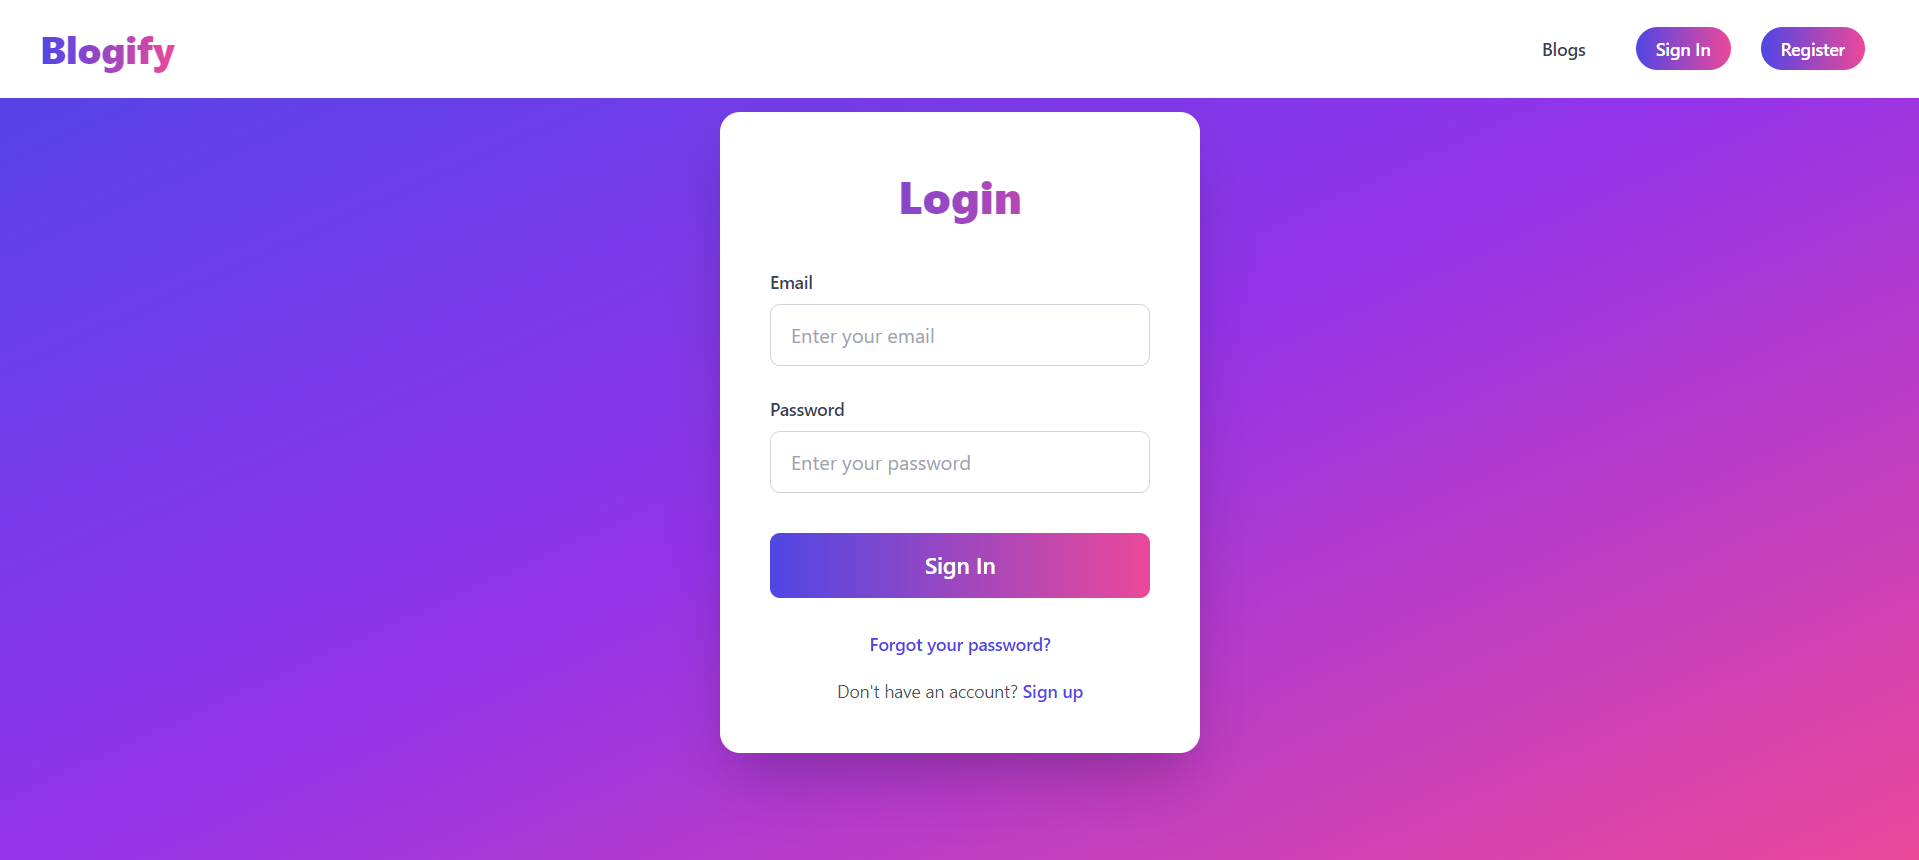 Blogify
Blogs
Sign In
Register
Login
Email
Enter your email
Password
Enter your password
Sign In
Forgot your password?
Don't have an account? Sign up